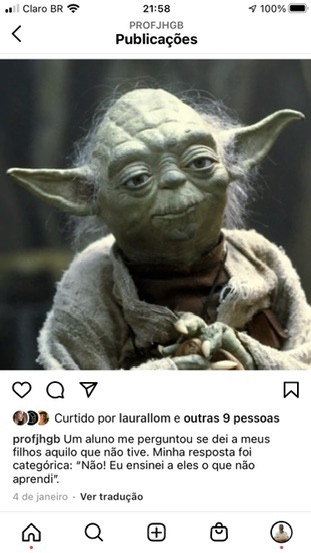 Claro BR 21:58 100%
PROFJHGB
Publicações
Curtido por laurallom e outras 9 pessoas
profjhgb Um aluno me perguntou se dei a meus
filhos aquilo que não tive. Minha resposta foi
categórica: “Não! Eu ensinei a eles o que não
aprendi”.
4 de janeiro · Ver tradução